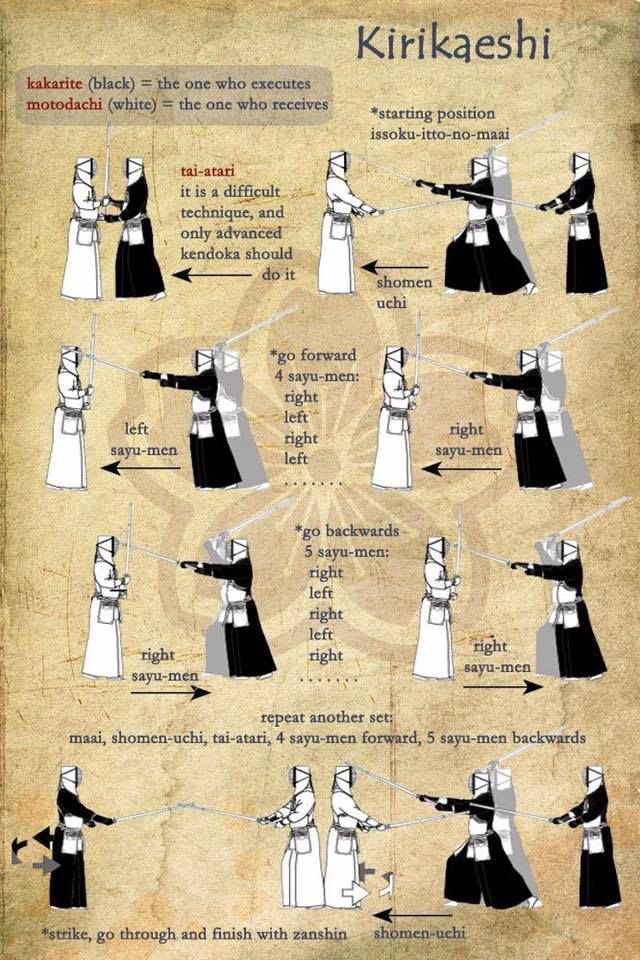 Kirikaeshi
kakarite (black) = the one who executes
motodachi (white) = the one who receives
*starting position
issoku-itto-no-maai
shomen
uchi
tai-atari
it is a difficult
technique, and
only advanced
kendoka should
do it
left
sayu-men
*go forward
4 sayu-men:
right
left
right
left
. . . . . . .
right
sayu-men
right
sayu-men
*go backwards
5 sayu-men:
right
left
right
left
right
. . . . . . .
right
sayu-men
repeat another set:
maai, shomen-uchi, tai-atari, 4 sayu-men forward, 5 sayu-men backwards
*strike, go through and finish with zanshin
shomen-uchi